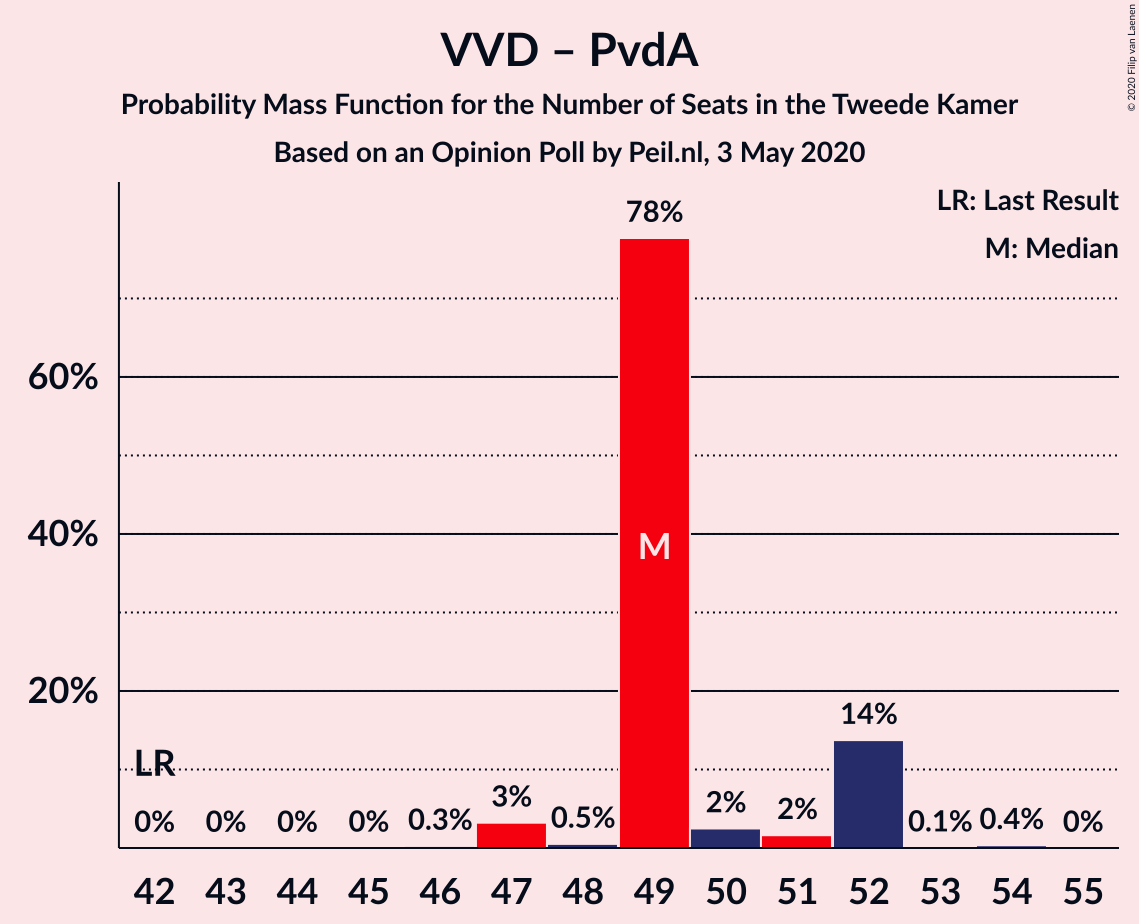 VVD – PvdA
Probability Mass Function for the Number of Seats in the Tweede Kamer
Based on an Opinion Poll by Peil.nl, 3 May 2020
© 2020 Filip van Laenen
LR: Last Result
M: Median
78%
60%
40%
20%
M
LR
0% 0% 0% 0% 0.3% 3% 0.5% 2% 2% 14% 0.1% 0.4% 0%
42 43 44 45 46 47 48 49 50 51 52 53 54 55